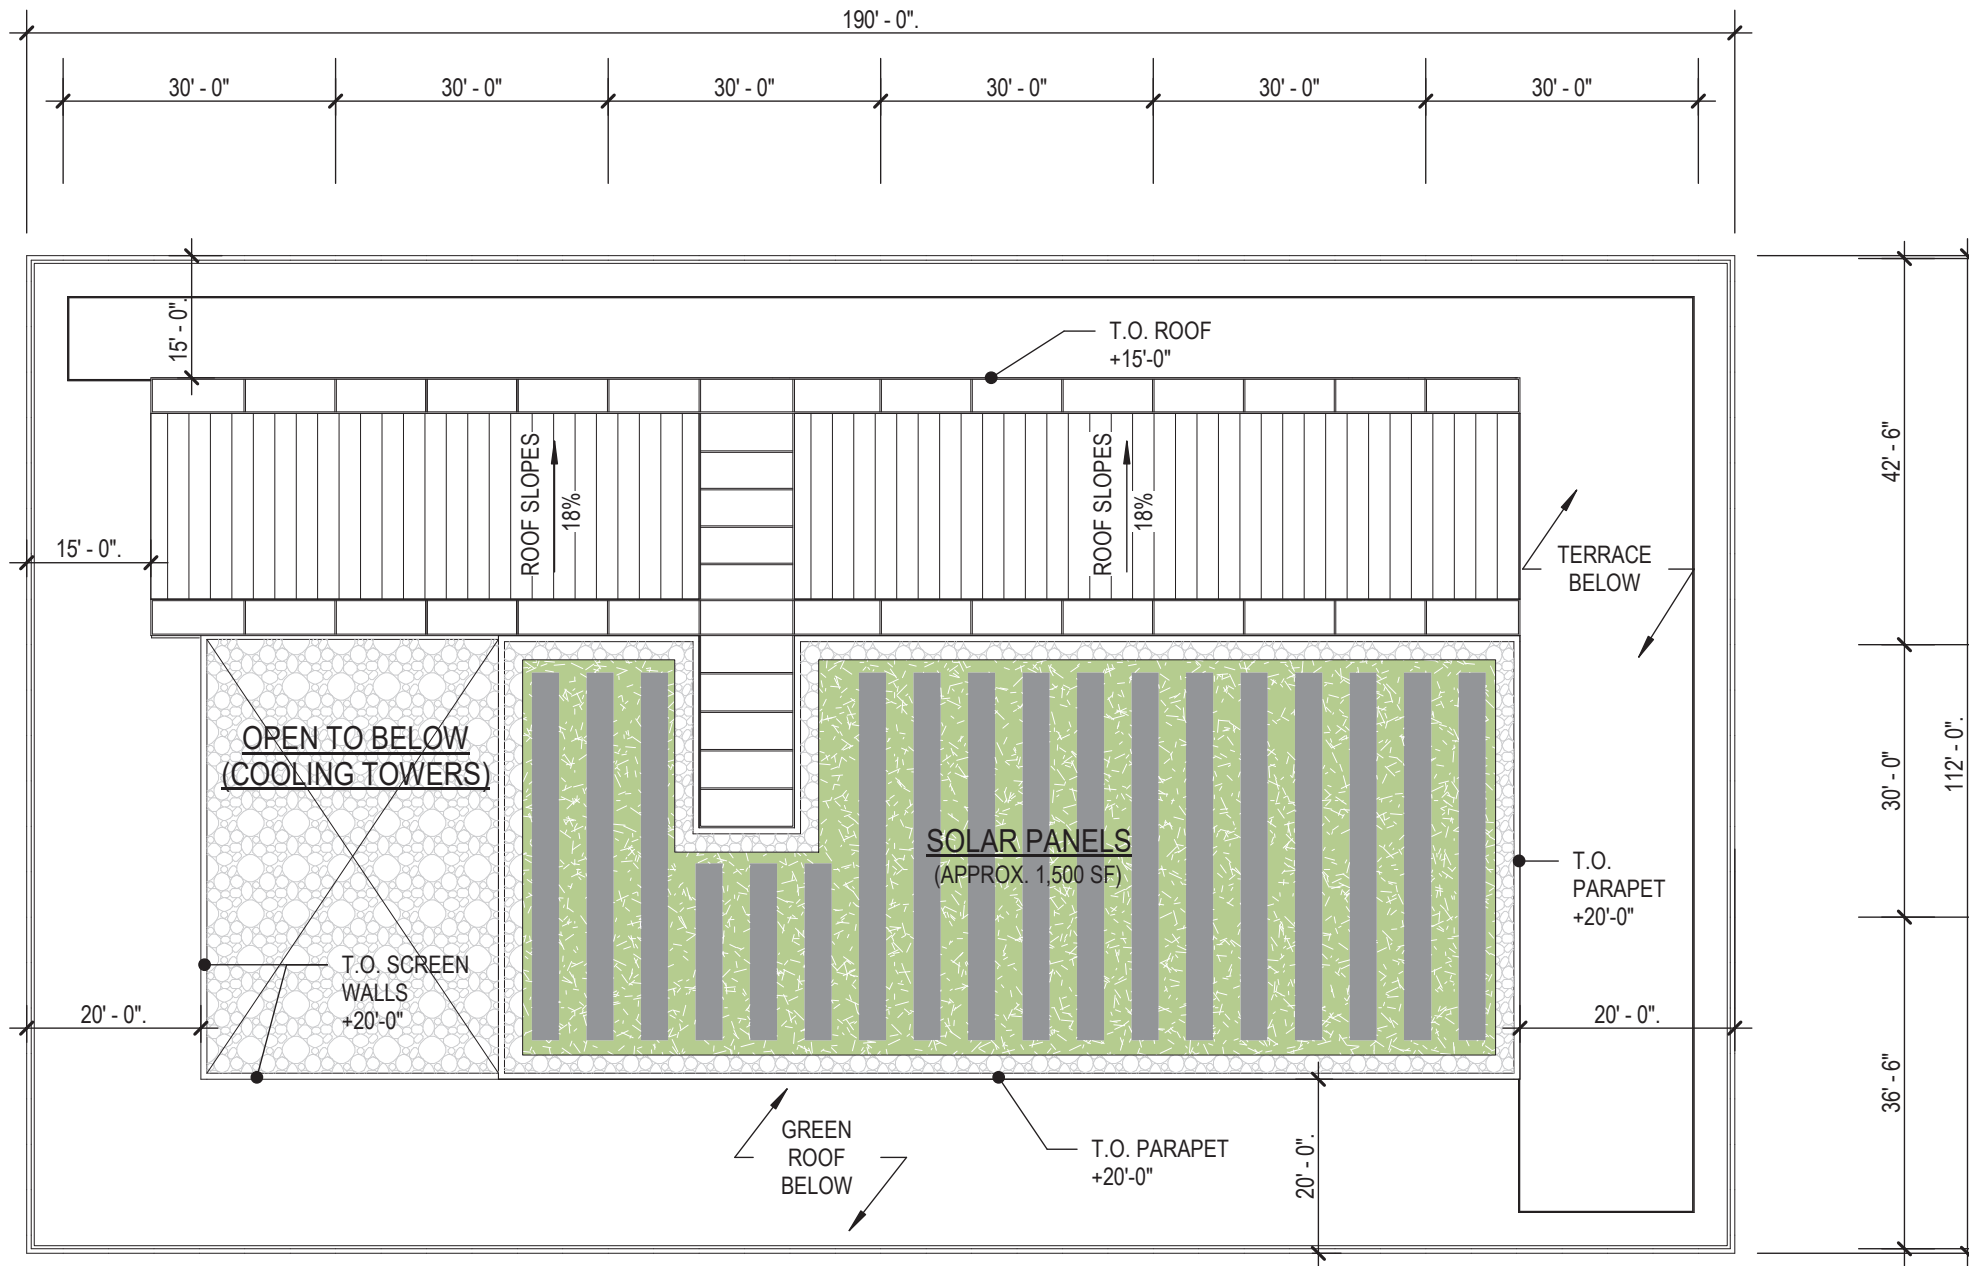 190' - 0".
30' - 0"
30' - 0"
30' - 0"
30' - 0"
30' - 0"
30' - 0"
15' - 0".
T.O. ROOF
+15'-0"
ROOF SLOPES
18%
ROOF SLOPES
18%
42' - 6"
15' - 0".
TERRACE
BELOW
OPEN TO BELOW
(COOLING TOWERS)
30' - 0"
112' - 0".
SOLAR PANELS
(APPROX. 1,500 SF)
T.O.
PARAPET
+20'-0"
T.O. SCREEN
WALLS
+20'-0"
20' - 0".
20' - 0".
36' - 6"
GREEN
ROOF
BELOW
T.O. PARAPET
+20'-0"
20' - 0".